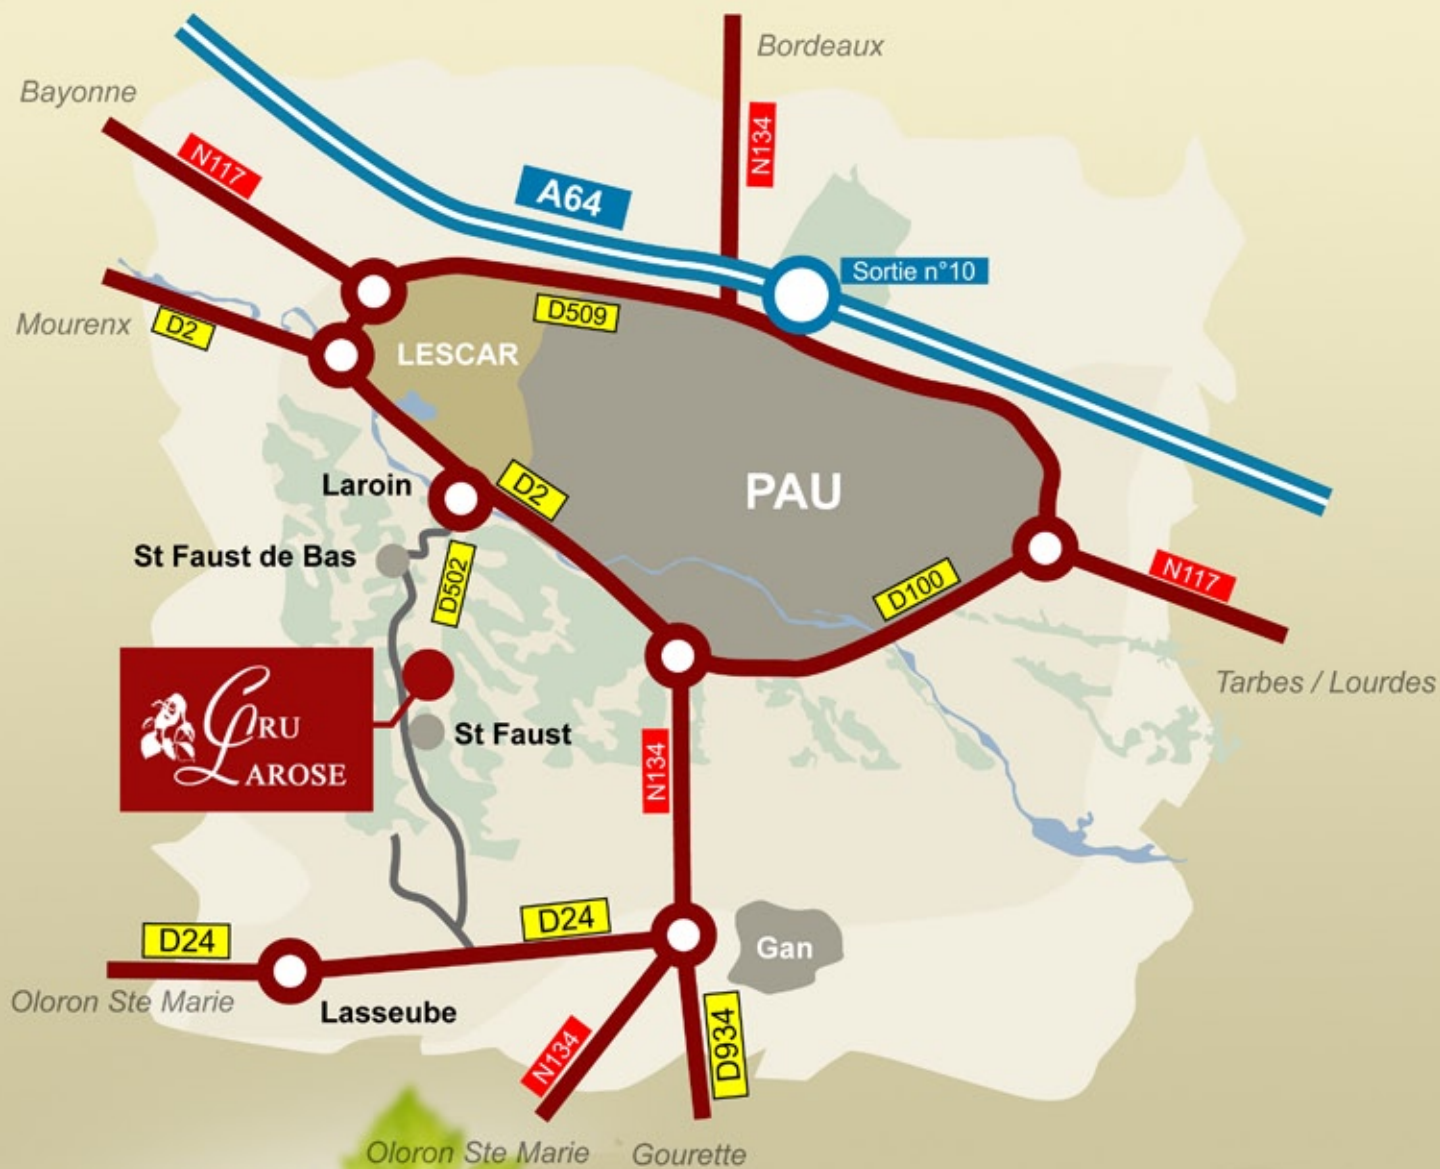 Bordeaux
Bayonne
N134
N117
A64
Sortie n°10
D509
Mourenx
D2
LESCAR
Laroin
D2
PAU
St Faust de Bas
D502
D100
N117
Tarbes / Lourdes
CRU
LAROSE
St Faust
N134
D24
D24
Gan
Oloron Ste Marie
Lasseube
N134
D934
Oloron Ste Marie
Gourette